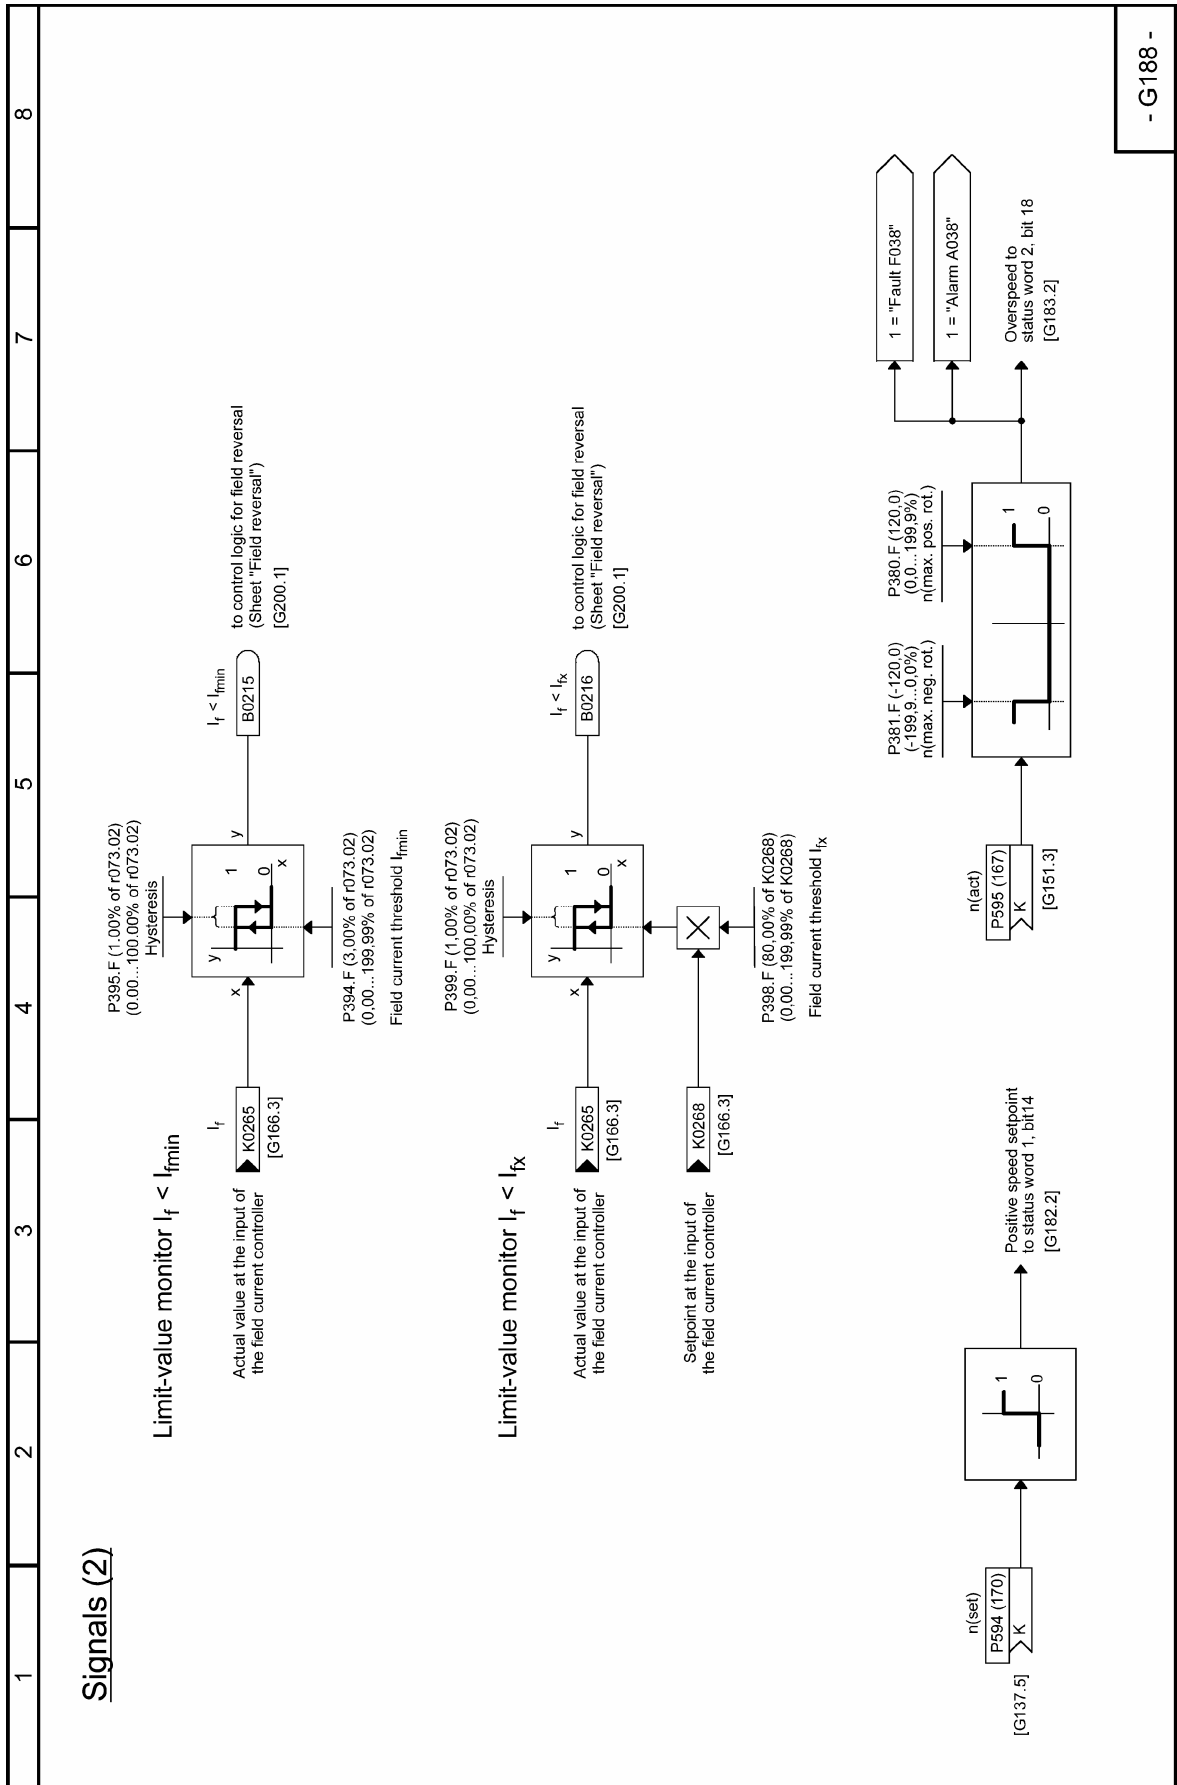 1 2 3 4 5 6 7 8
Signals (2)
Limit-value monitor If < Ifmin
P395.F (1.00% of r073.02)
(0.00...100.00% of r073.02)
Hysteresis
Actual value at the input of
the field current controller
If
K0265
[G166.3]
x
y
1
0
x
y
If < Ifmin
B0215
to control logic for field reversal
(Sheet "Field reversal")
[G200.1]
P394.F (3,00% of r073.02)
(0,00...199,99% of r073.02)
Field current threshold Ifmin
Limit-value monitor If < Ifx
P399.F (1,00% of r073.02)
(0,00...100,00% of r073.02)
Hysteresis
Actual value at the input of
the field current controller
If
K0265
[G166.3]
x
y
1
0
x
y
If < Ifx
B0216
to control logic for field reversal
(Sheet "Field reversal")
[G200.1]
Setpoint at the input of
the field current controller
K0268
[G166.3]
P398.F (80,00% of K0268)
(0,00...199,99% of K0268)
Field current threshold Ifx
n(set)
P594 (170)
K
[G137.5]
1
0
Positive speed setpoint
to status word 1, bit14
[G182.2]
n(act)
P595 (167)
K
[G151.3]
P381.F (-120,0)
(-199,9...0,0%)
n(max. neg. rot.)
P380.F (120,0)
(0,0...199,9%)
n(max. pos. rot.)
1
0
1 = "Fault F038"
1 = "Alarm A038"
Overspeed to
status word 2, bit 18
[G183.2]
- G188 -